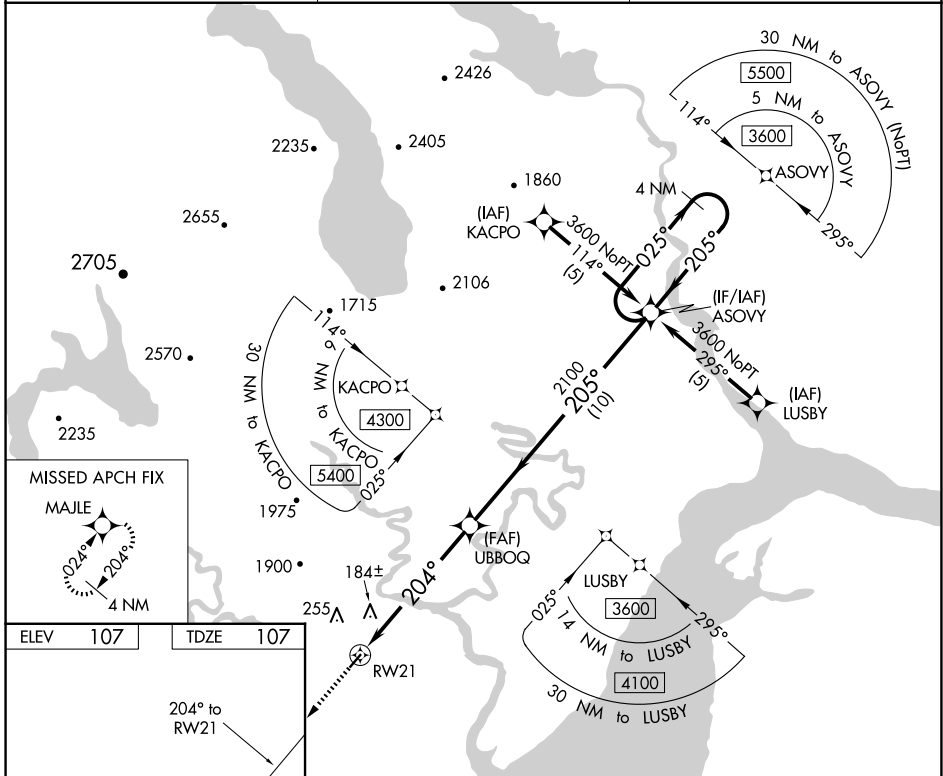 30 NM to ASOVY (NoPT)
5500
5 NM to ASOVY
3600
114°
ASOVY
295°
2426
2235
2405
1860
2655
(IAF)
KACPO
3600 NoPT
114°
(5)
4 NM
025°
205°
2705
2106
(IF/IAF)
ASOVY
1715
3600 NoPT
295°
(5)
(IAF)
LUSBY
2570
2235
114°
30 NM to KACPO
9 NM to KACPO
KACPO
4300
5400
025°
2100
205°
(10)
MISSED APCH FIX
MAJLE
024°
204°
4 NM
1975
1900
184±
255
(FAF)
UBBOQ
204°
RW21
LUSBY
3600
025°
295°
14 NM to LUSBY
4100
30 NM to LUSBY
ELEV 107
TDZE 107
204° to
RW21